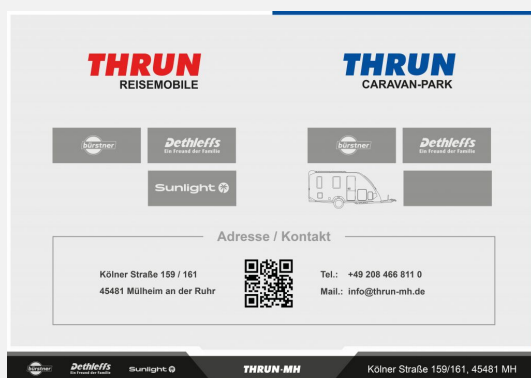 THRUN
REISEMOBILE
THRUN
CARAVAN-PARK
bürstner
Dethleffs
Ein Freund der Familie
bürstner
Dethleffs
Ein Freund der Familie
Sunlight
Adresse / Kontakt
Kölner Straße 159 / 161
45481 Mülheim an der Ruhr
Tel.: +49 208 466 811 0
Mail.: info@thrun-mh.de
bürstner
Dethleffs
Ein Freund der Familie
Sunlight
THRUN-MH
Kölner Straße 159/161, 45481 MH